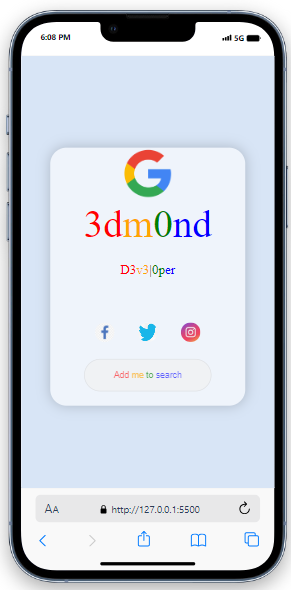 6:08 PM 5G
3dm0nd
D3v3|0per
Add me to search
AA http://127.0.0.1:5500